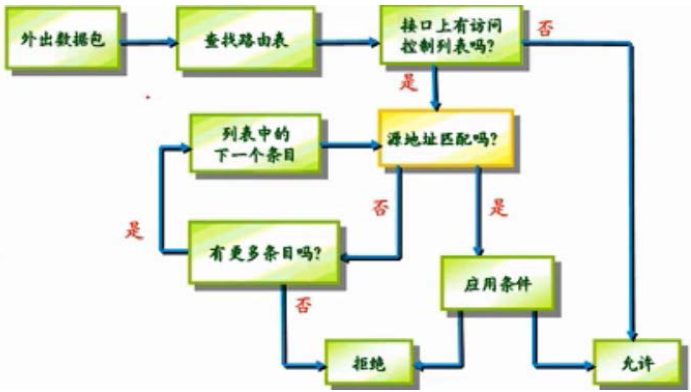 外出数据包
查找路由表
接口上有访问
控制列表吗?
否
是
列表中的
下一个条目
源地址匹配吗?
否
是
是
有更多条目吗?
应用条件
否
拒绝
允许